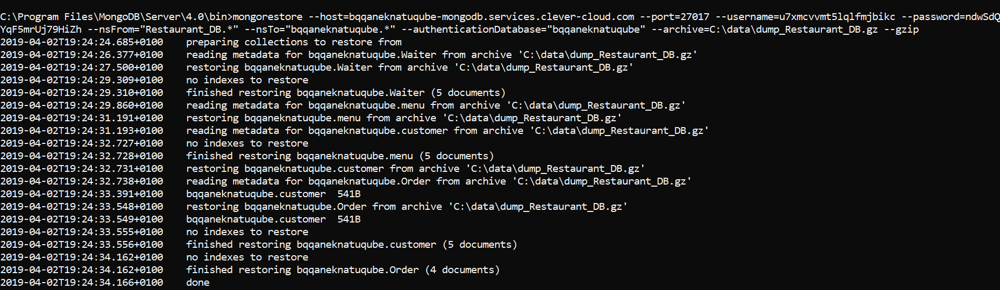 C:\Program Files\MongoDB\Server\4.0\bin>mongorestore --host=bqqaneknatuqube-mongodb.services.clever-cloud.com --port=27017 --username=u7xmcvvmt5lqlfmjbikc --password=ndwSdQ
YqF5mrUj79HiZh --nsFrom="Restaurant_DB.*" --nsTo="bqqaneknatuqube.*" --authenticationDatabase="bqqaneknatuqube" --archive=C:\data\dump_Restaurant_DB.gz --gzip
2019-04-02T19:24:24.685+0100    preparing collections to restore from
2019-04-02T19:24:26.377+0100    reading metadata for bqqaneknatuqube.Waiter from archive 'C:\data\dump_Restaurant_DB.gz'
2019-04-02T19:24:27.500+0100    restoring bqqaneknatuqube.Waiter from archive 'C:\data\dump_Restaurant_DB.gz'
2019-04-02T19:24:29.309+0100    no indexes to restore
2019-04-02T19:24:29.310+0100    finished restoring bqqaneknatuqube.Waiter (5 documents)
2019-04-02T19:24:29.860+0100    reading metadata for bqqaneknatuqube.menu from archive 'C:\data\dump_Restaurant_DB.gz'
2019-04-02T19:24:31.191+0100    restoring bqqaneknatuqube.menu from archive 'C:\data\dump_Restaurant_DB.gz'
2019-04-02T19:24:31.193+0100    reading metadata for bqqaneknatuqube.customer from archive 'C:\data\dump_Restaurant_DB.gz'
2019-04-02T19:24:32.727+0100    no indexes to restore
2019-04-02T19:24:32.728+0100    finished restoring bqqaneknatuqube.menu (5 documents)
2019-04-02T19:24:32.731+0100    restoring bqqaneknatuqube.customer from archive 'C:\data\dump_Restaurant_DB.gz'
2019-04-02T19:24:32.738+0100    reading metadata for bqqaneknatuqube.Order from archive 'C:\data\dump_Restaurant_DB.gz'
2019-04-02T19:24:33.391+0100    bqqaneknatuqube.customer  541B
2019-04-02T19:24:33.548+0100    restoring bqqaneknatuqube.Order from archive 'C:\data\dump_Restaurant_DB.gz'
2019-04-02T19:24:33.549+0100    bqqaneknatuqube.customer  541B
2019-04-02T19:24:33.555+0100    no indexes to restore
2019-04-02T19:24:33.556+0100    finished restoring bqqaneknatuqube.customer (5 documents)
2019-04-02T19:24:34.162+0100    no indexes to restore
2019-04-02T19:24:34.162+0100    finished restoring bqqaneknatuqube.Order (4 documents)
2019-04-02T19:24:34.166+0100    done